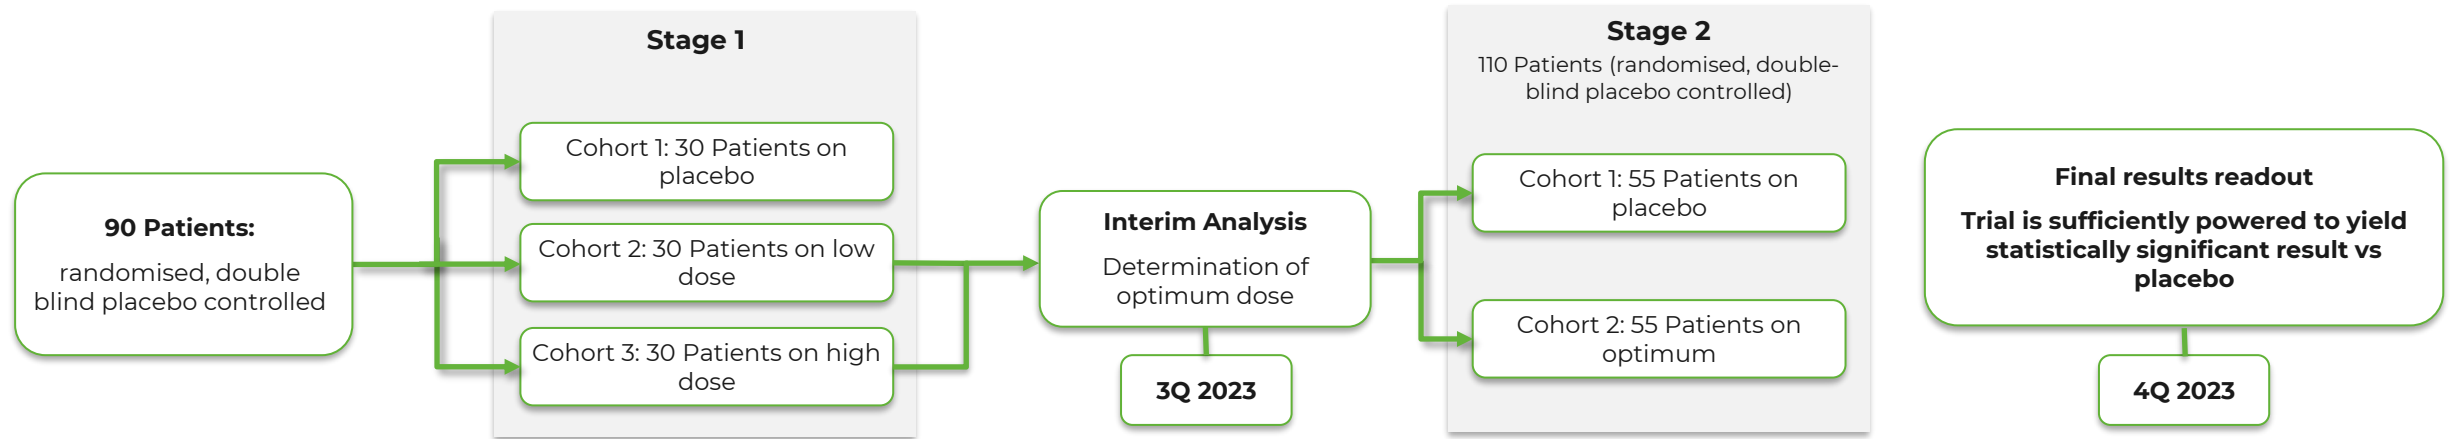 90 Patients:
randomised, double
blind placebo controlled
Stage 1
Cohort 1: 30 Patients on
placebo
Cohort 2: 30 Patients on low
dose
Cohort 3: 30 Patients on high
dose
Interim Analysis
Determination of
optimum dose
3Q 2023
Stage 2
110 Patients (randomised, double-
blind placebo controlled)
Cohort 1: 55 Patients on
placebo
Cohort 2: 55 Patients on
optimum
Final results readout
Trial is sufficiently powered to yield
statistically significant result vs
placebo
4Q 2023